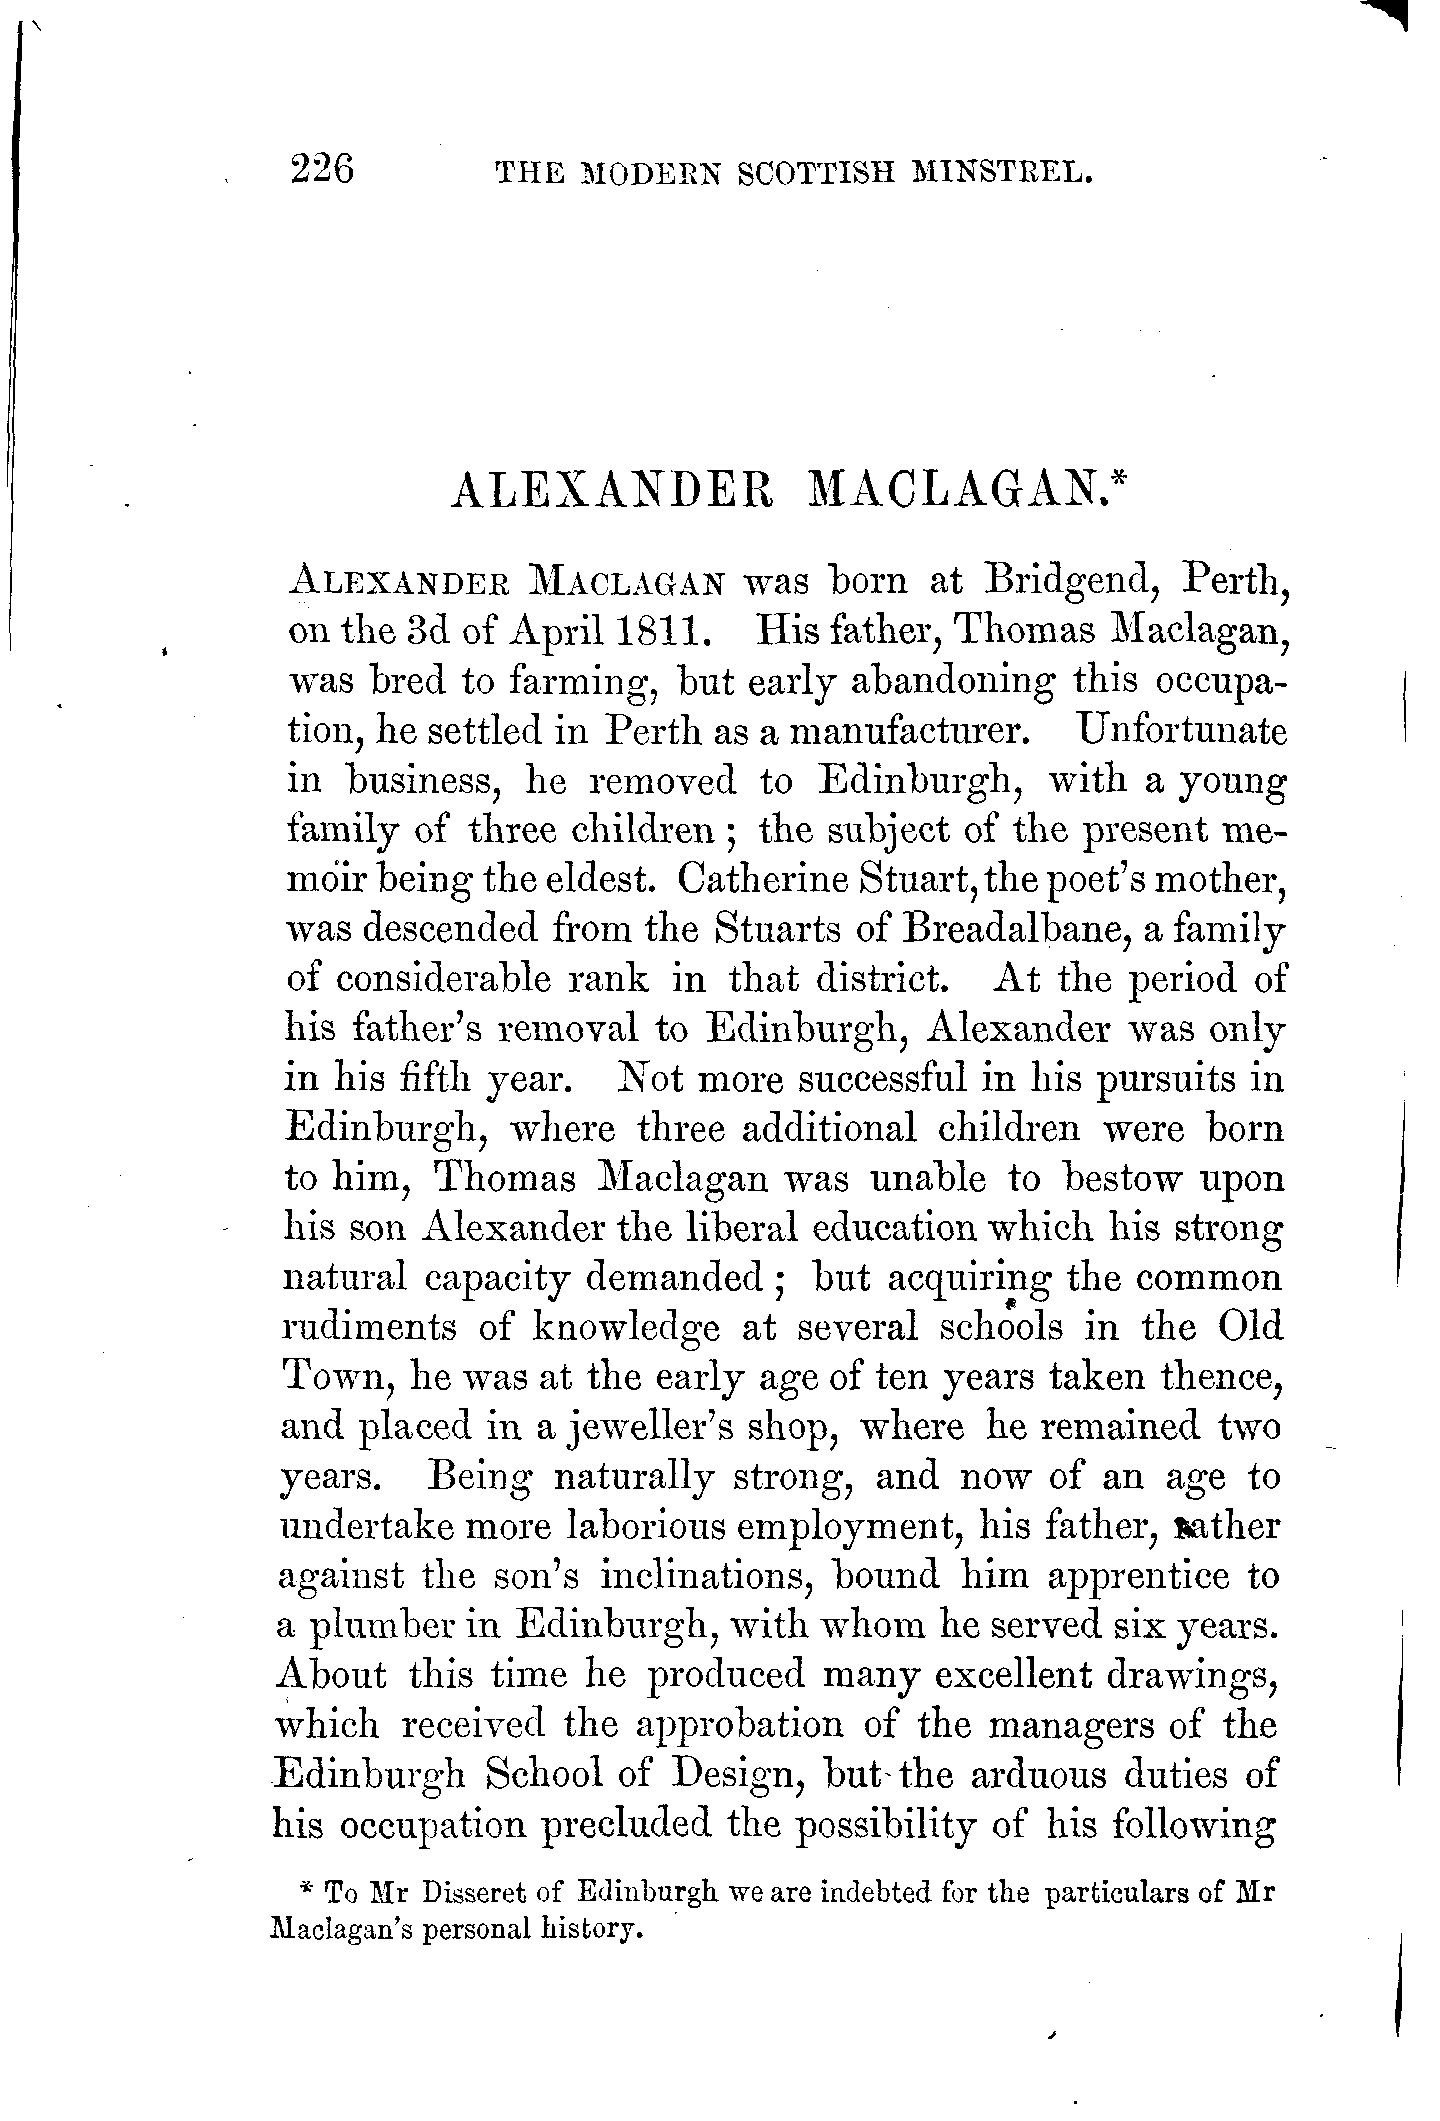 226 THE MODERN SCOTTISH MINSTREL.
ALEXANDER MACLAGAN.*
ALEXANDER MACLAGAN was born at Bridgend, Perth,
on the 3d of April 1811. His father, Thomas Maclagan,
was bred to farming, but early abandoning this occupa-
tion, he settled in Perth as a manufacturer. Unfortunate
in business, he removed to Edinburgh, with a young
family of three children ; the subject of the present me-
moir being the eldest. Catherine Stuart, the poet's mother,
was descended from the Stuarts of Breadalbane, a family
of considerable rank in that district. At the period of
his father's removal to Edinburgh, Alexander was only
in his fifth year. Not more successful in his pursuits in
Edinburgh, where three additional children were born
to him, Thomas Maclagan was unable to bestow upon
his son Alexander the liberal education which his strong
natural capacity demanded ; but acquiring the common
rudiments of knowledge at several schools in the Old
Town, he was at the early age of ten years taken thence,
and placed in a jeweller's shop, where he remained two
years. Being naturally strong, and now of an age to
undertake more laborious employment, his father, rather
against the son's inclinations, bound him apprentice to
a plumber in Edinburgh, with whom he served six years.
About this time he produced many excellent drawings,
which received the approbation of the managers of the
Edinburgh School of Design, but the arduous duties of
his occupation precluded the possibility of his following
* To Mr Disseret of Edinburgh we are indebted for the particulars of Mr
Maclagan's personal history.